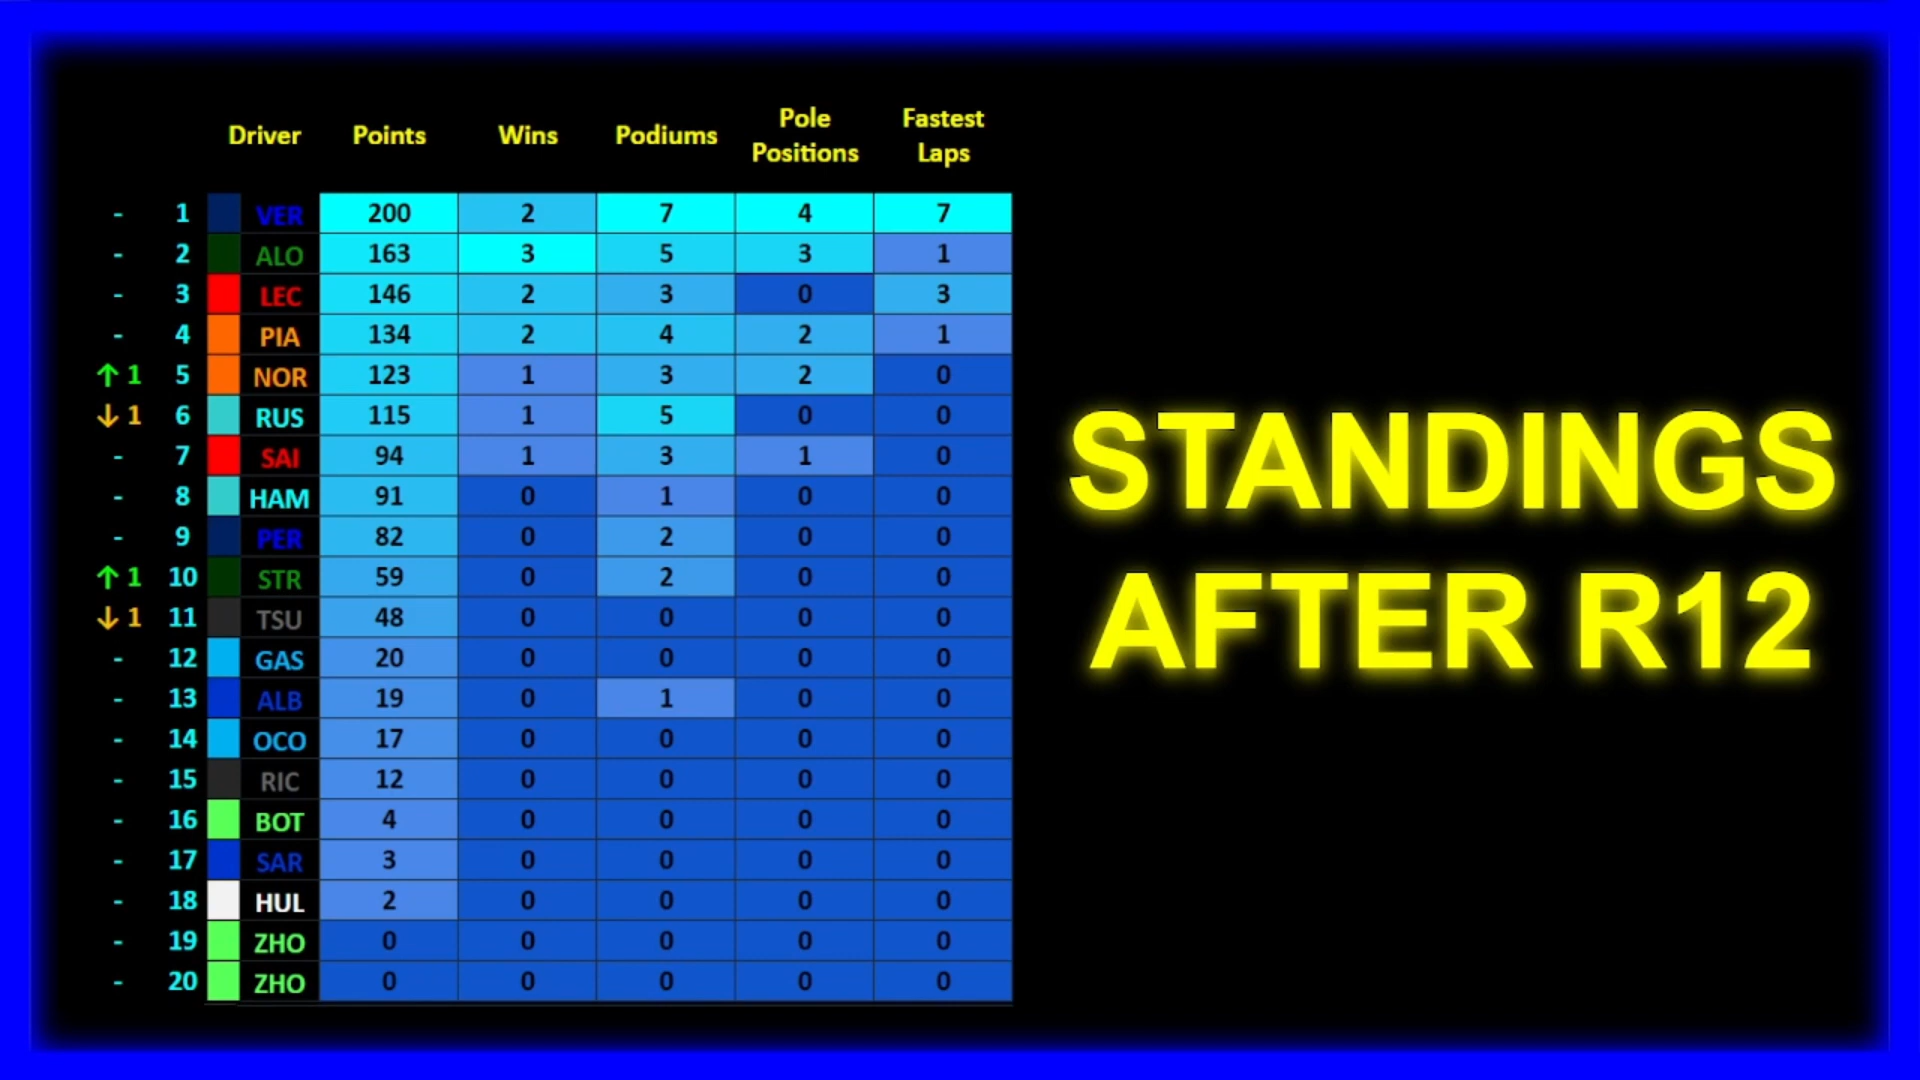 Driver Points Wins Podiums Pole Positions Fastest Laps
- 1 VER 200 2 7 4 7
- 2 ALO 163 3 5 3 1
- 3 LEC 146 2 3 0 3
- 4 PIA 134 2 4 2 1
↑ 1 5 NOR 123 1 3 2 0
↓ 1 6 RUS 115 1 5 0 0
- 7 SAI 94 1 3 1 0
- 8 HAM 91 0 1 0 0
- 9 PER 82 0 2 0 0
↑ 1 10 STR 59 0 2 0 0
↓ 1 11 TSU 48 0 0 0 0
- 12 GAS 20 0 0 0 0
- 13 ALB 19 0 1 0 0
- 14 OCO 17 0 0 0 0
- 15 RIC 12 0 0 0 0
- 16 BOT 4 0 0 0 0
- 17 SAR 3 0 0 0 0
- 18 HUL 2 0 0 0 0
- 19 ZHO 0 0 0 0 0
- 20 ZHO 0 0 0 0 0
STANDINGS
AFTER R12